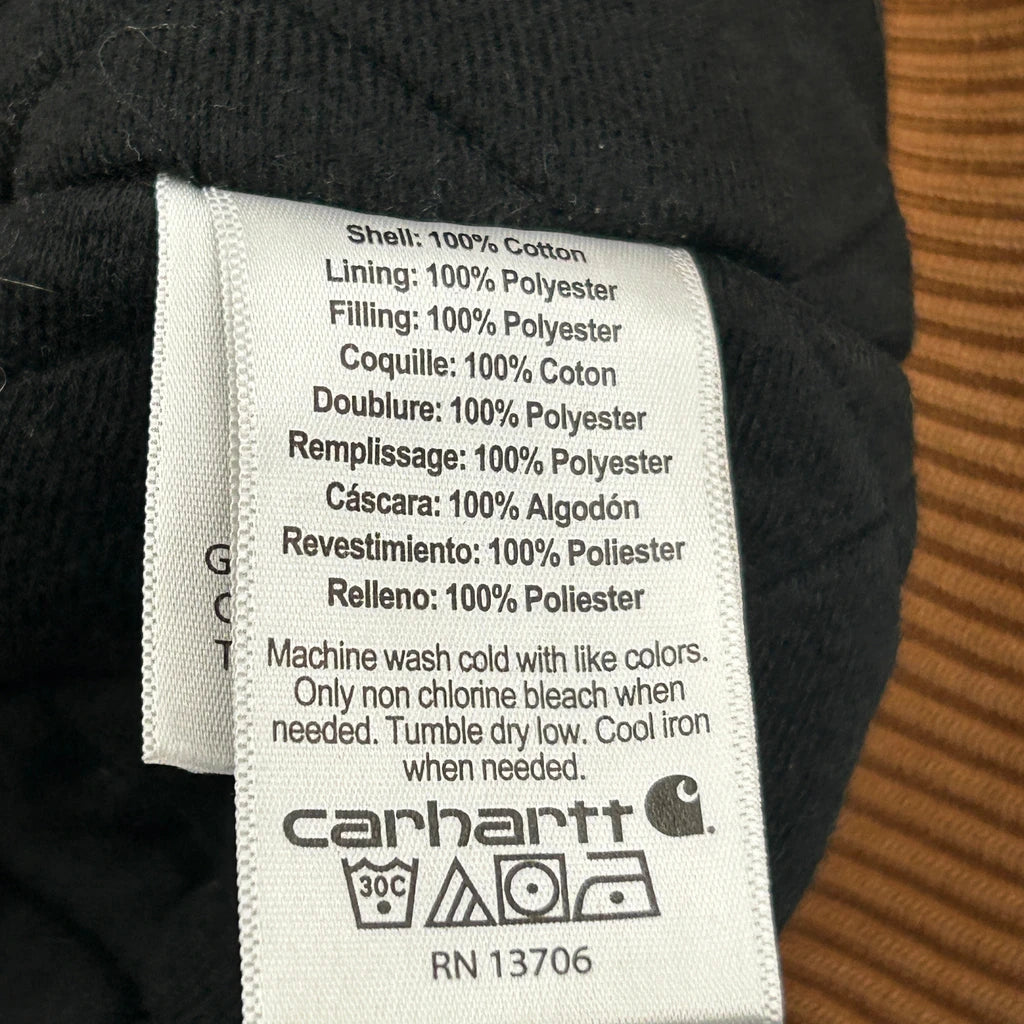 Shell: 100% Cotton
Lining: 100% Polyester
Filling: 100% Polyester
Coquille: 100% Coton
Doublure: 100% Polyester
Remplissage: 100% Polyester
Cáscara: 100% Algodón
Revestimiento: 100% Poliester
Relleno: 100% Poliester
Machine wash cold with like colors.
Only non chlorine bleach when
needed. Tumble dry low. Cool iron
when needed.
carhartt
30C
RN 13706